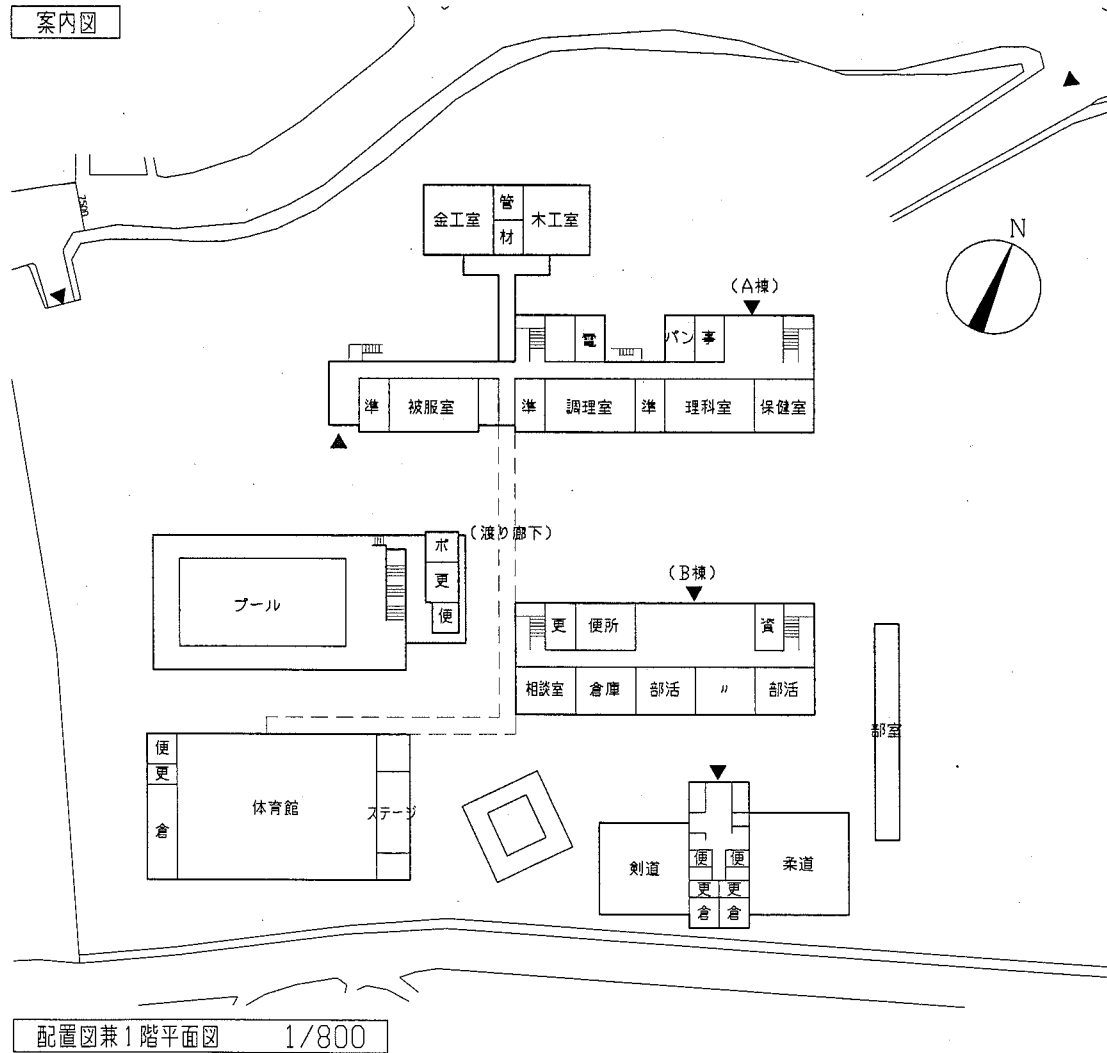 案内図
7500
管
金工室
木工室
材
N
(A棟)
電
パン
事
準
被服室
準
調理室
準
理科室
保健室
(渡り廊下)
ボ
更
便
プール
(B棟)
更
便所
資
相談室
倉庫
部活
〃
部活
部室
便
更
倉
体育館
ステージ
剣道
便
便
柔道
更
更
倉
倉
配置図兼1階平面図 1/800